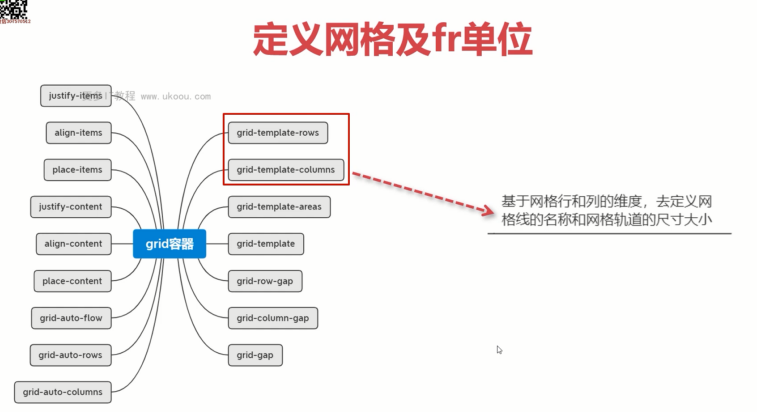 定义网格及fr单位
教程 www.ukoou.com
justify-items
align-items
place-items
justify-content
align-content
place-content
grid-auto-flow
grid-auto-rows
grid-auto-columns
grid容器
grid-template-rows
grid-template-columns
grid-template-areas
grid-template
grid-row-gap
grid-column-gap
grid-gap
基于网格行和列的维度，去定义网
格线的名称和网格轨道的尺寸大小